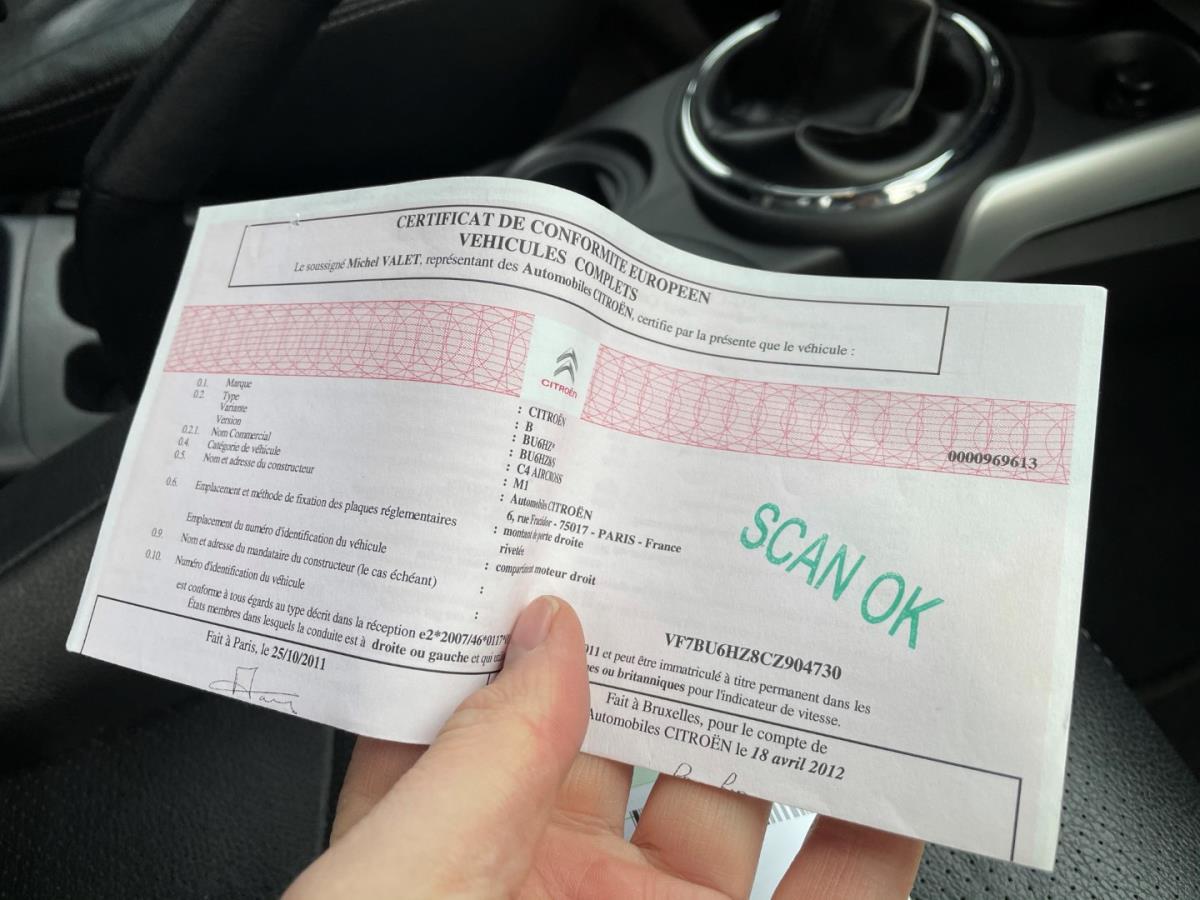 CERTIFICAT DE CONFORMITE EUROPEEN
VEHICULES COMPLETS
Le soussigné Michel VALET, représentant des Automobiles CITROËN, certifie par la présente que le véhicule :
CITROËN
0000969613
0.1. Marque : CITROËN
0.2. Type : B
Variante : BU6HZ*
Version : BU6HZ8S
0.2.1. Nom Commercial : C4 AIRCROSS
0.4. Catégorie de véhicule : M1
0.5. Nom et adresse du constructeur : Automobiles CITROËN
6, rue Fructidor - 75017 - PARIS - France
0.6. Emplacement et méthode de fixation des plaques réglementaires : montant de porte droite
rivetée
Emplacement du numéro d'identification du véhicule : compartiment moteur droit
0.9. Nom et adresse du mandataire du constructeur (le cas échéant) :
0.10. Numéro d'identification du véhicule : VF7BU6HZ8CZ904730
SCAN OK
est conforme à tous égards au type décrit dans la réception e2*2007/46*0117* 011 et peut être immatriculé à titre permanent dans les
États membres dans lesquels la conduite est à droite ou gauche et qui ou britanniques pour l'indicateur de vitesse.
Fait à Paris, le 25/10/2011
Fait à Bruxelles, pour le compte de
Automobiles CITROËN le 18 avril 2012